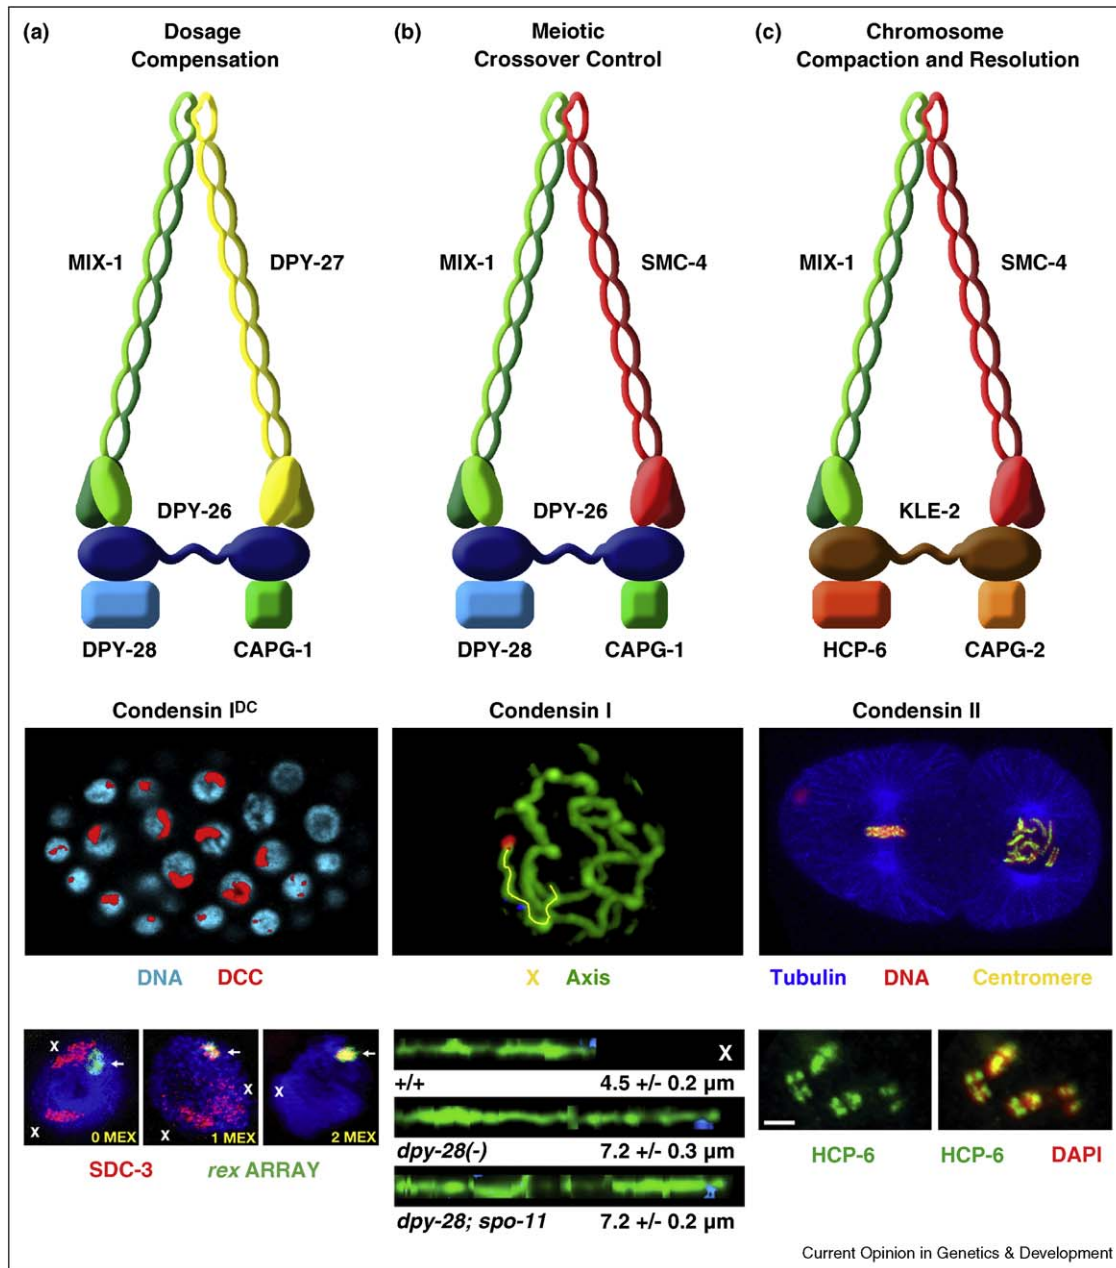 (a) Dosage
Compensation
(b) Meiotic
Crossover Control
(c) Chromosome
Compaction and Resolution
MIX-1 DPY-27
MIX-1 SMC-4
MIX-1 SMC-4
DPY-26
DPY-26
KLE-2
DPY-28 CAPG-1
DPY-28 CAPG-1
HCP-6 CAPG-2
Condensin I^DC
Condensin I
Condensin II
DNA DCC
X Axis
Tubulin DNA Centromere
X
X
0 MEX
X
X
1 MEX
X
2 MEX
SDC-3 rex ARRAY
X
+/+ 4.5 +/- 0.2 µm
dpy-28(-) 7.2 +/- 0.3 µm
dpy-28; spo-11 7.2 +/- 0.2 µm
HCP-6
HCP-6 DAPI
Current Opinion in Genetics & Development